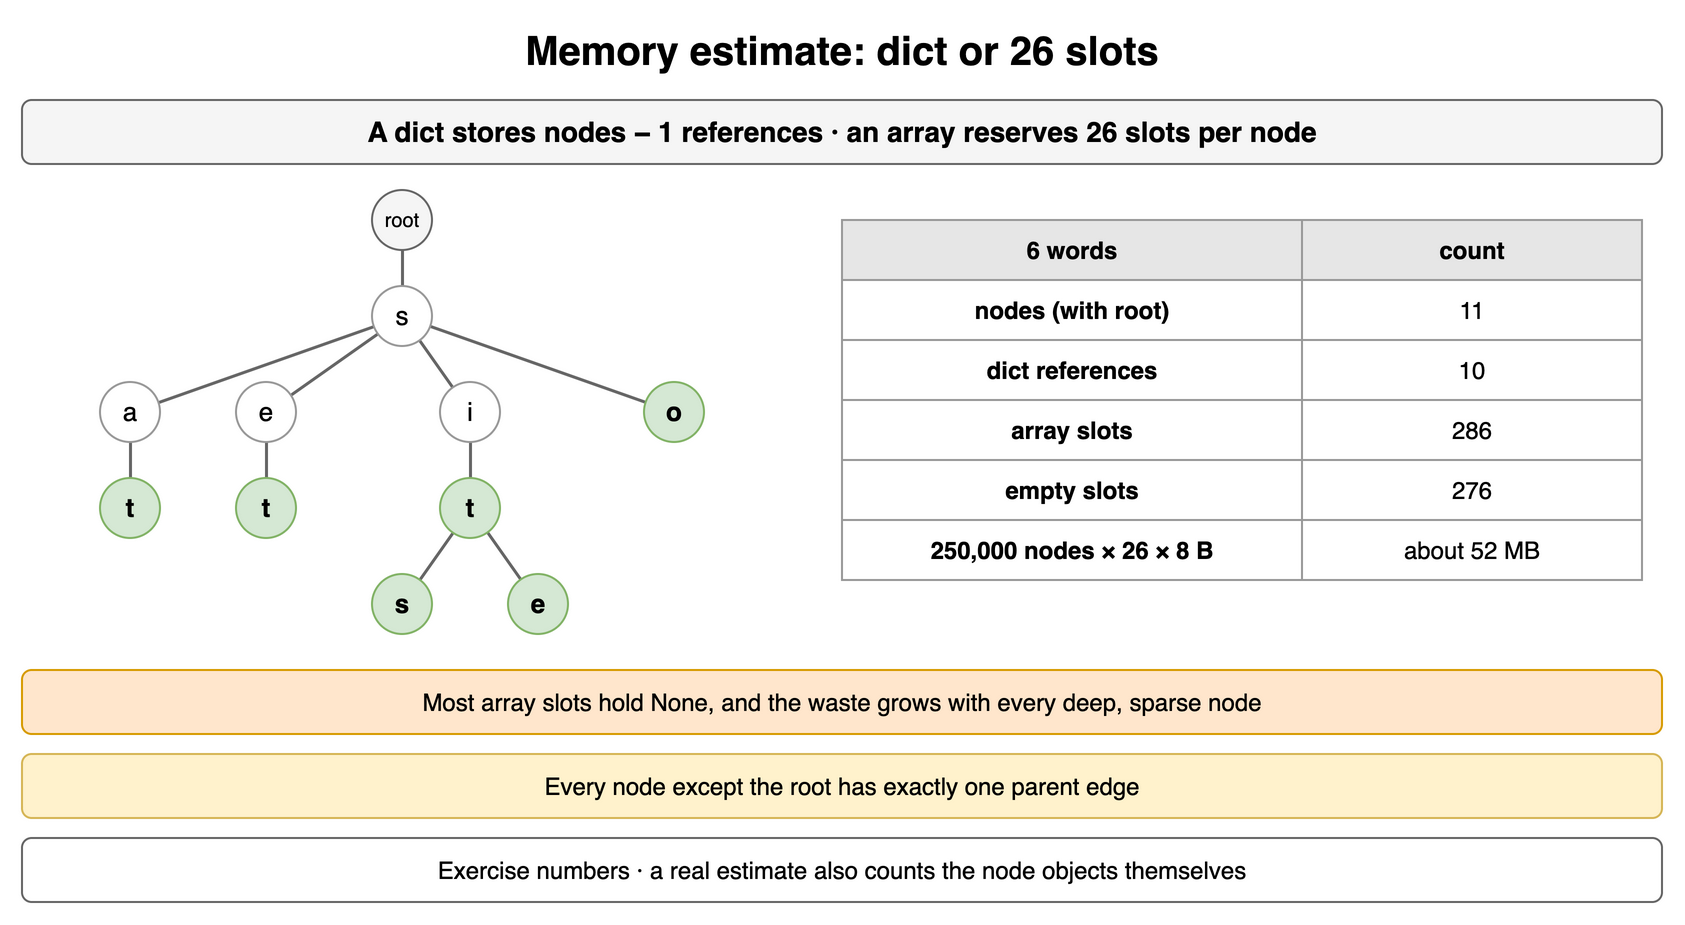 Memory estimate: dict or 26 slots
A dict stores nodes – 1 references · an array reserves 26 slots per node
root
s
a
e
i
o
t
t
t
s
e
6 words count
nodes (with root) 11
dict references 10
array slots 286
empty slots 276
250,000 nodes × 26 × 8 B about 52 MB
Most array slots hold None, and the waste grows with every deep, sparse node
Every node except the root has exactly one parent edge
Exercise numbers · a real estimate also counts the node objects themselves